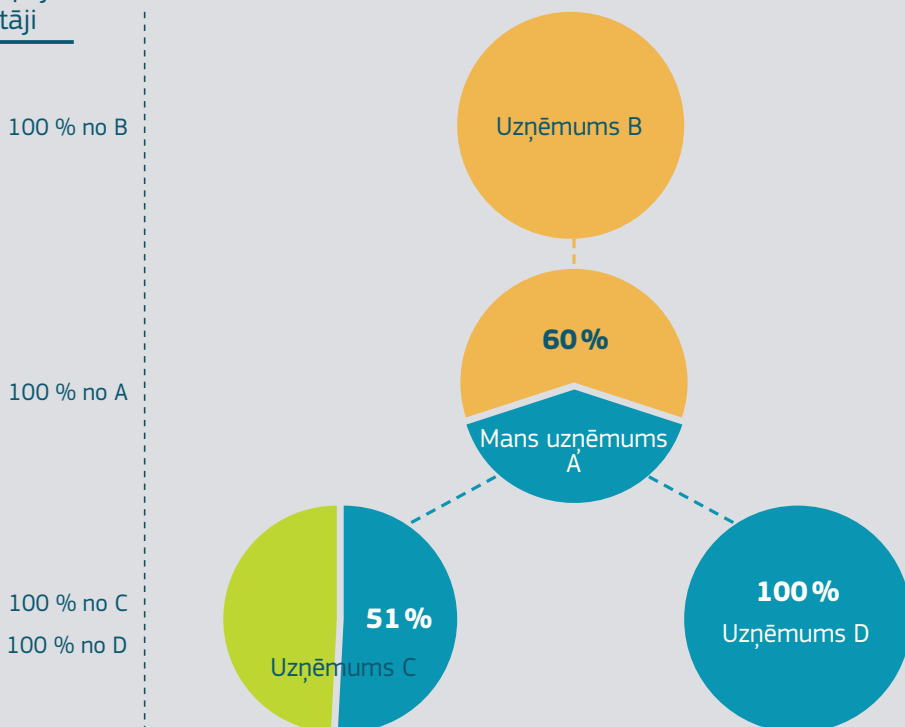 tāji
100 % no B
Uzņēmums B
60 %
100 % no A
Mans uzņēmums
A
100 % no C
100 % no D
51 %
Uzņēmums C
100 %
Uzņēmums D